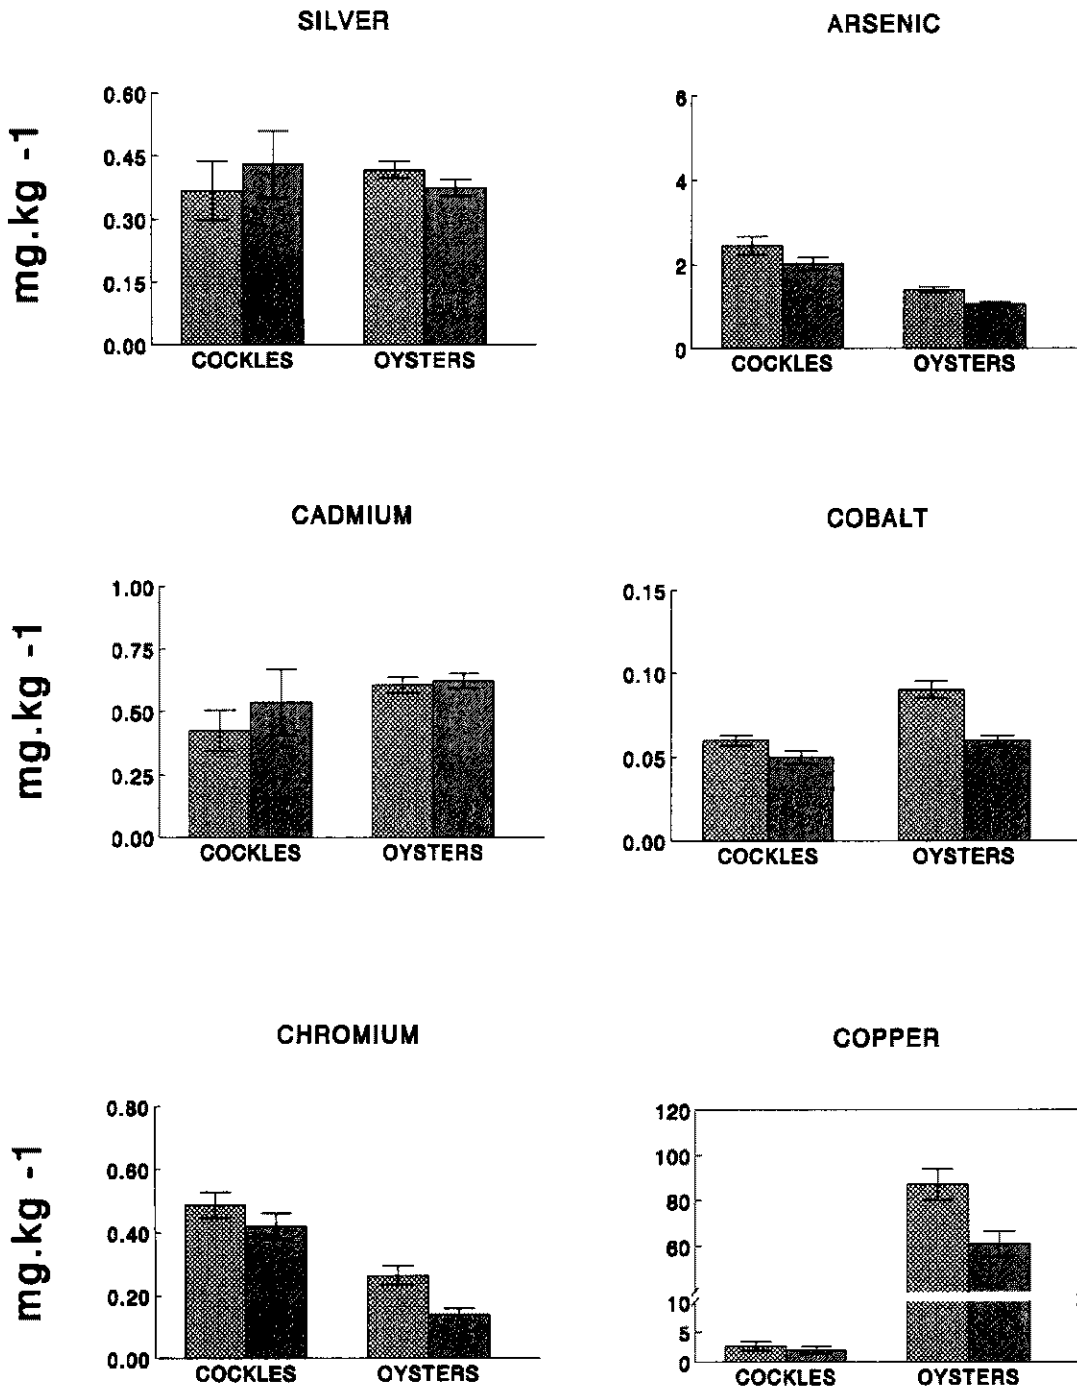 SILVER
mg.kg -1
0.60
0.45
0.30
0.15
0.00
COCKLES OYSTERS
ARSENIC
6
4
2
0
COCKLES OYSTERS
CADMIUM
mg.kg -1
1.00
0.75
0.50
0.25
0.00
COCKLES OYSTERS
COBALT
0.15
0.10
0.05
0.00
COCKLES OYSTERS
CHROMIUM
mg.kg -1
0.80
0.60
0.40
0.20
0.00
COCKLES OYSTERS
COPPER
120
100
80
60
10
5
0
COCKLES OYSTERS